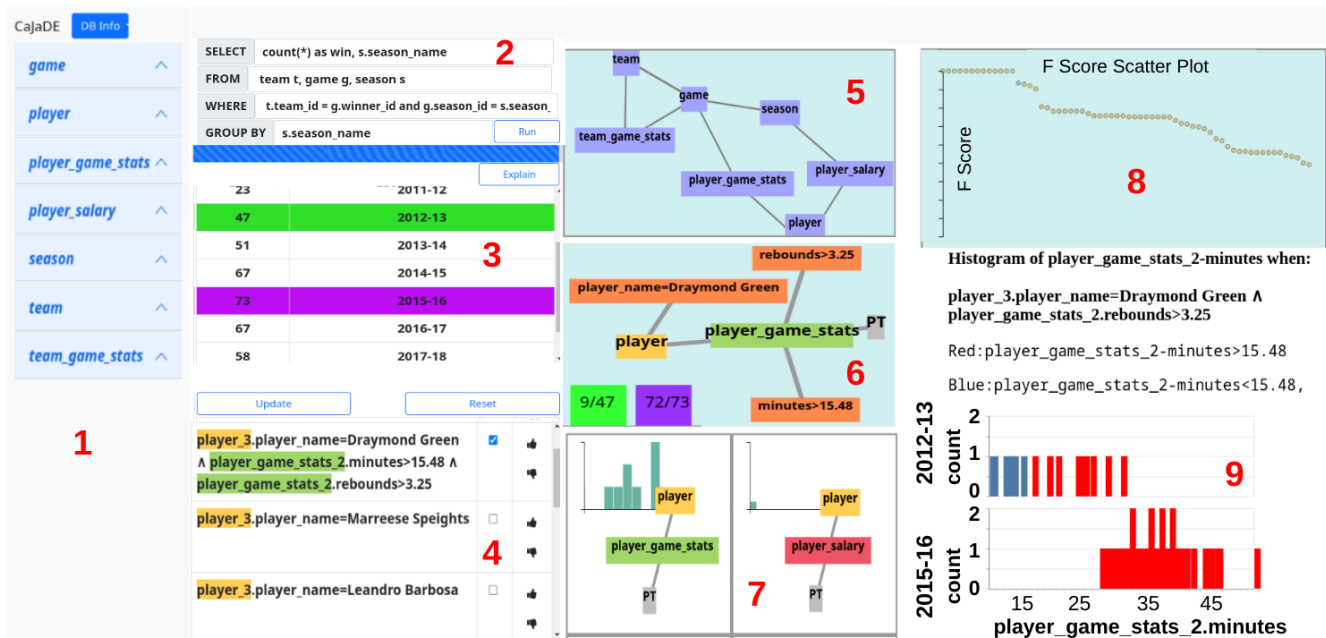 CaJaDE
DB Info
game
player
player_game_stats
player_salary
season
team
team_game_stats
1
SELECT count(*) as win, s.season_name
2
FROM team t, game g, season s
WHERE t.team_id = g.winner_id and g.season_id = s.season_
GROUP BY s.season_name
Run
Explain
23 2011-12
47 2012-13
51 2013-14
67 2014-15
73 2015-16
67 2016-17
58 2017-18
3
Update
Reset
player_3.player_name=Draymond Green
∧ player_game_stats_2.minutes>15.48 ∧
player_game_stats_2.rebounds>3.25
player_3.player_name=Marreese Speights
4
player_3.player_name=Leandro Barbosa
team
game
season
team_game_stats
player_game_stats
player_salary
player
5
rebounds>3.25
player_name=Draymond Green
player_game_stats
PT
player
minutes>15.48
9/47
72/73
6
player
player_game_stats
PT
player
player_salary
PT
7
F Score Scatter Plot
F Score
8
Histogram of player_game_stats_2-minutes when:
player_3.player_name=Draymond Green ∧
player_game_stats_2.rebounds>3.25
Red:player_game_stats_2-minutes>15.48
Blue:player_game_stats_2-minutes<15.48,
2012-13
count
2
1
0
9
2015-16
count
2
1
0
15 25 35 45
player_game_stats_2.minutes